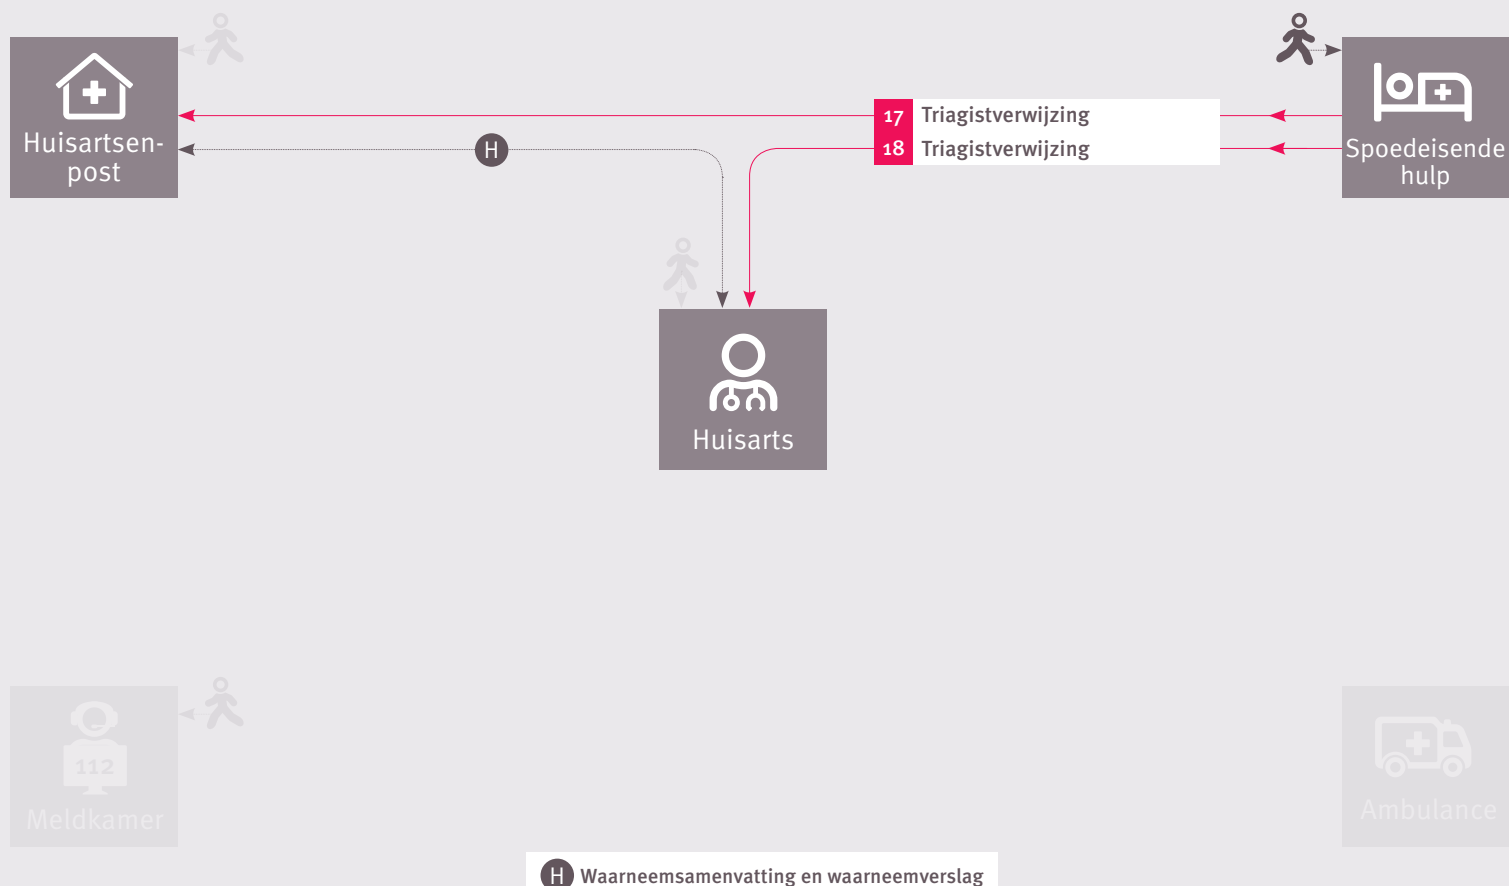 Huisartsen-
post
17 Triagistverwijzing
18 Triagistverwijzing
Spoedeisende
hulp
H
Huisarts
112
Meldkamer
Ambulance
H Waarneemsamenvatting en waarneemverslag